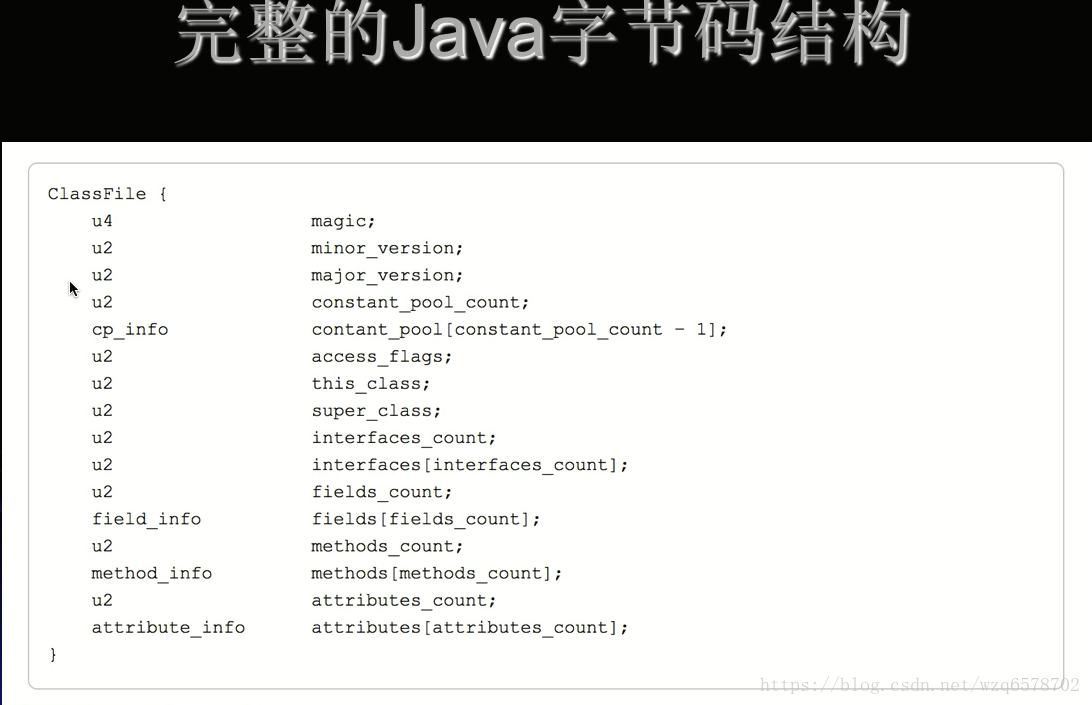 完整的Java字节码结构
ClassFile {
u4 magic;
u2 minor_version;
u2 major_version;
u2 constant_pool_count;
cp_info contant_pool[constant_pool_count - 1];
u2 access_flags;
u2 this_class;
u2 super_class;
u2 interfaces_count;
u2 interfaces[interfaces_count];
u2 fields_count;
field_info fields[fields_count];
u2 methods_count;
method_info methods[methods_count];
u2 attributes_count;
attribute_info attributes[attributes_count];
}
https://blog.csdn.net/wzq6578702